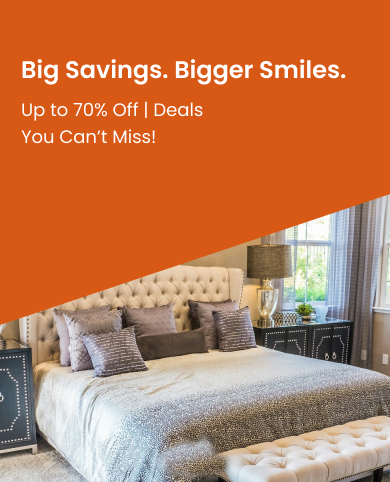 Big Savings. Bigger Smiles.
Up to 70% Off | Deals
You Can’t Miss!